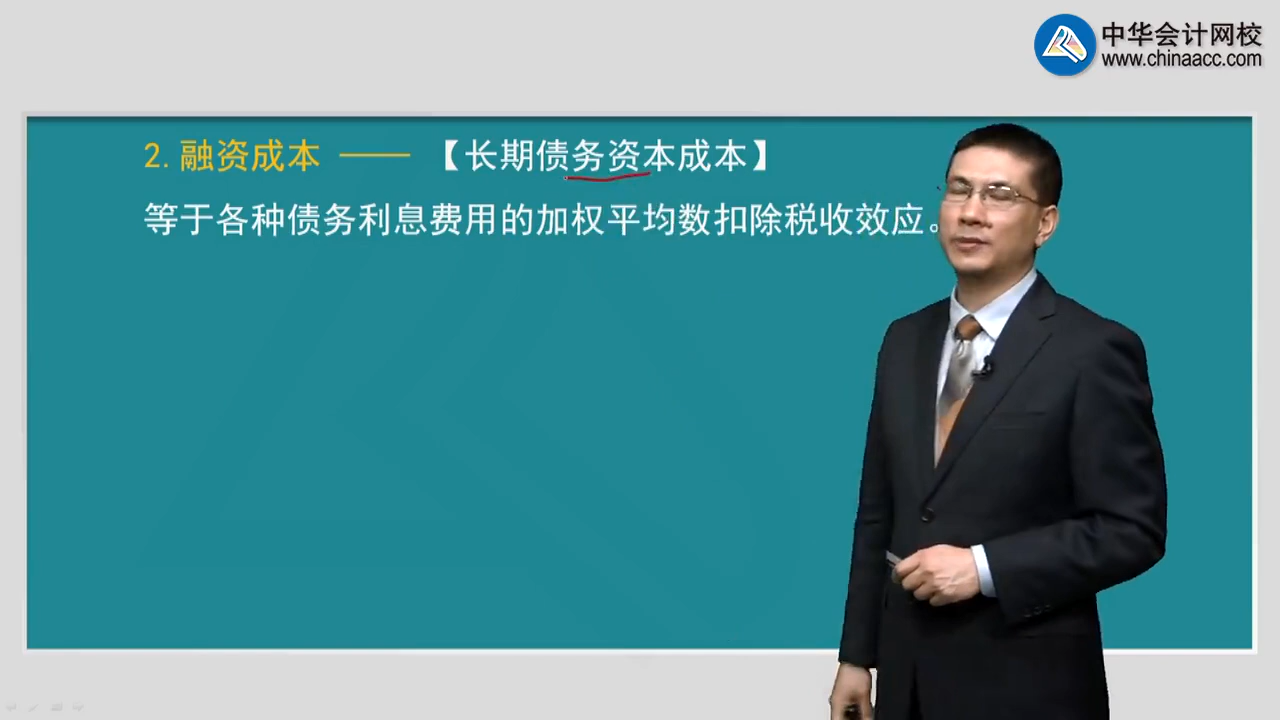 中华会计网校
www.chinaacc.com
2.融资成本 —— 【长期债务资本成本】
等于各种债务利息费用的加权平均数扣除税收效应。